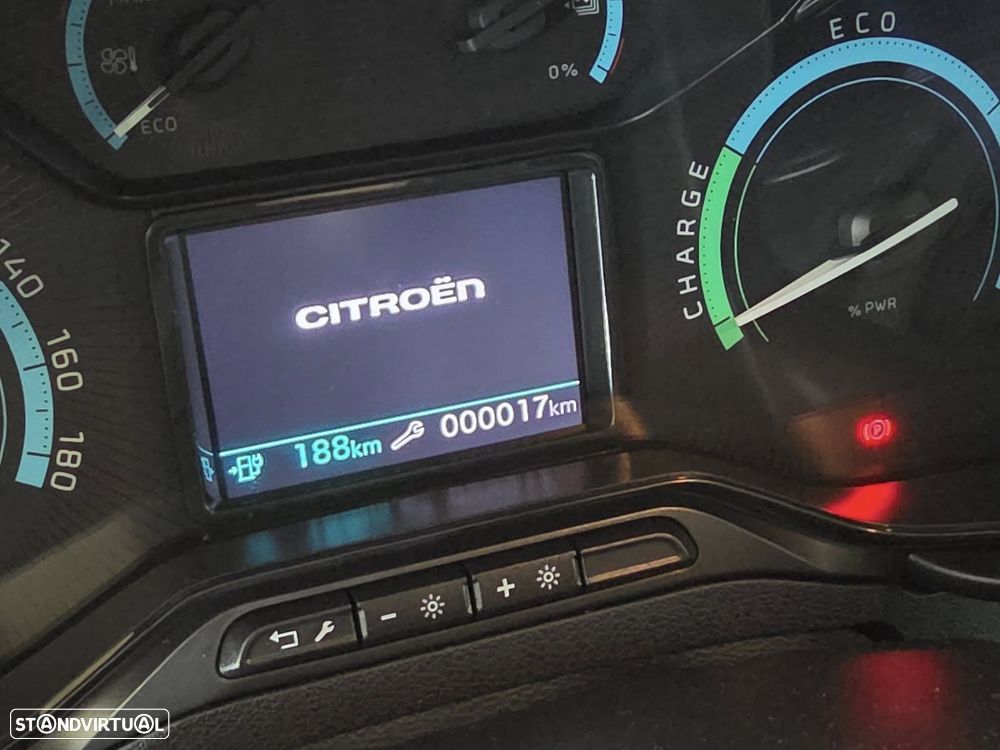 ECO
0%
ECO
CHARGE
140
160
180
% PWR
CITROËN
188km 000017km
(P)
- +
STANDVIRTUAL